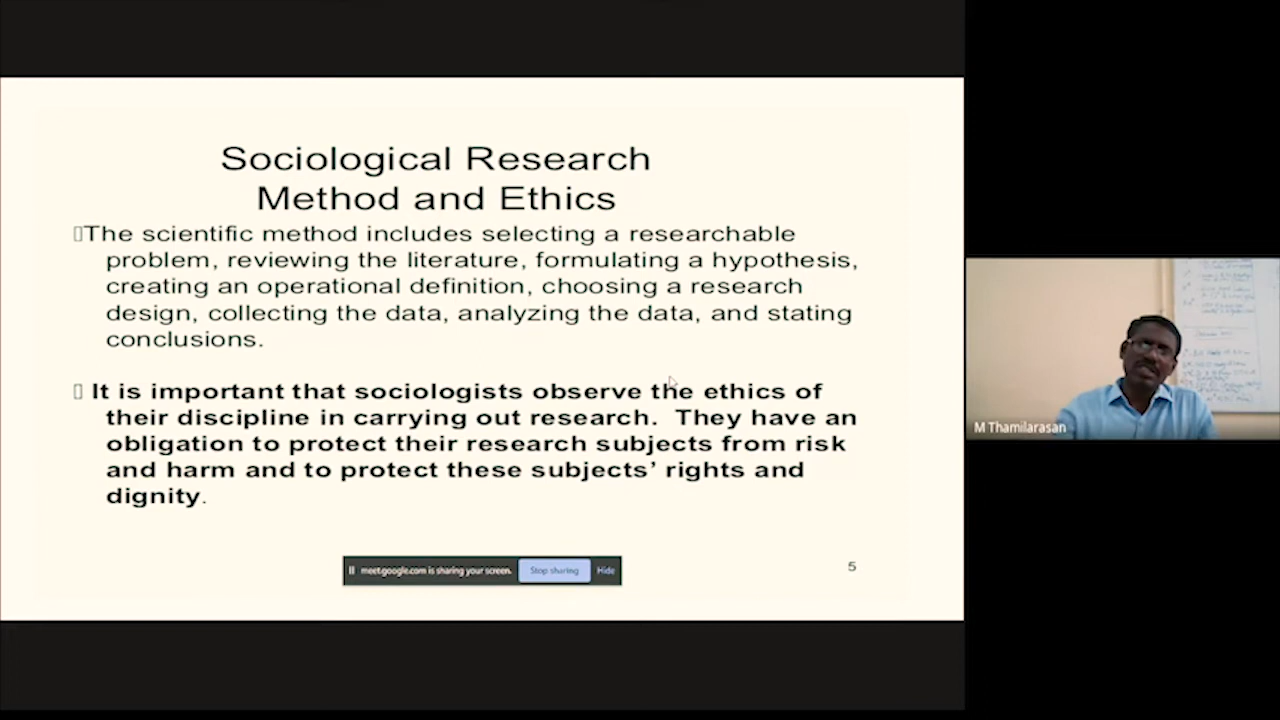 Sociological Research
Method and Ethics
The scientific method includes selecting a researchable
problem, reviewing the literature, formulating a hypothesis,
creating an operational definition, choosing a research
design, collecting the data, analyzing the data, and stating
conclusions.
It is important that sociologists observe the ethics of
their discipline in carrying out research. They have an
obligation to protect their research subjects from risk
and harm and to protect these subjects’ rights and
dignity.
meet.google.com is sharing your screen.
Stop sharing
Hide
5
M Thamilarasan